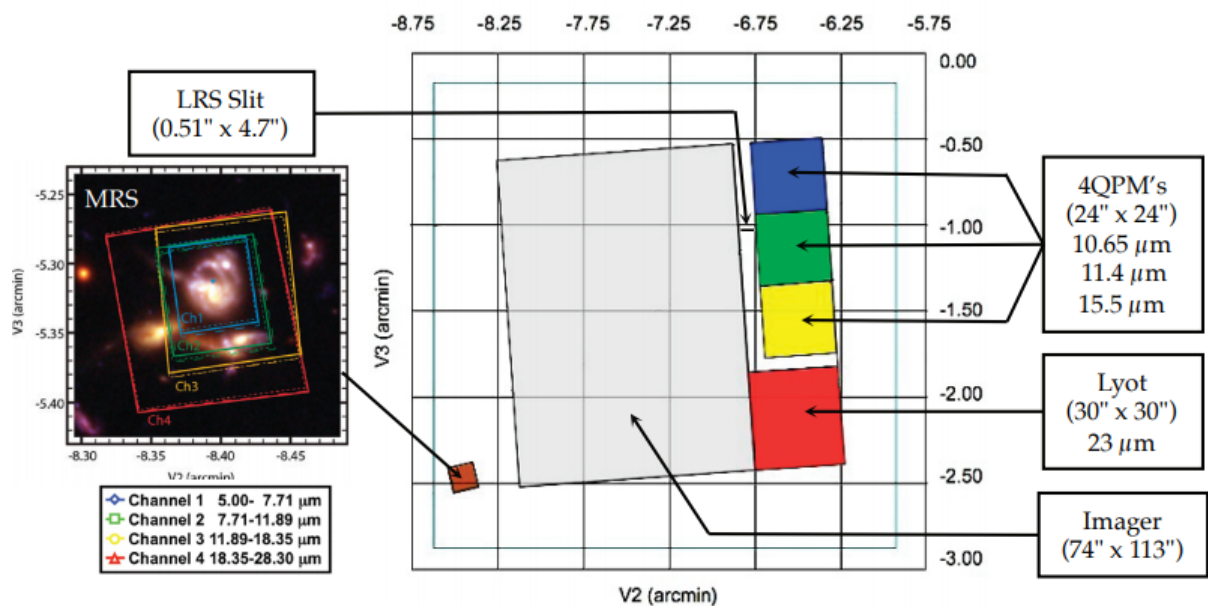 -8.75 -8.25 -7.75 -7.25 -6.75 -6.25 -5.75
LRS Slit
(0.51" x 4.7")
MRS
-5.25
-5.30
-5.35
-5.40
V3 (arcmin)
Ch1
Ch2
Ch3
Ch4
-8.30 -8.35 -8.40 -8.45
V2 (arcmin)
Channel 1 5.00- 7.71 μm
Channel 2 7.71-11.89 μm
Channel 3 11.89-18.35 μm
Channel 4 18.35-28.30 μm
V3 (arcmin)
0.00
-0.50
-1.00
-1.50
-2.00
-2.50
-3.00
V2 (arcmin)
4QPM's
(24" x 24")
10.65 μm
11.4 μm
15.5 μm
Lyot
(30" x 30")
23 μm
Imager
(74" x 113")